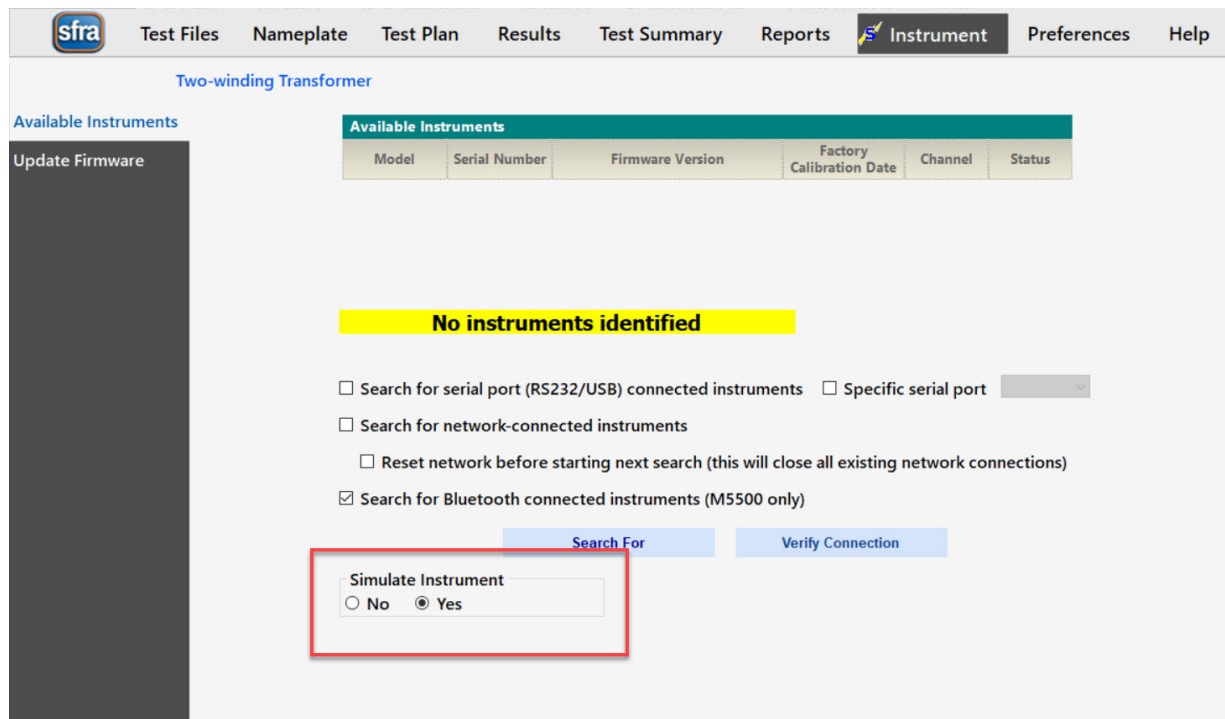 sfra Test Files Nameplate Test Plan Results Test Summary Reports Instrument Preferences Help
Two-winding Transformer
Available Instruments
Update Firmware
Available Instruments
Model Serial Number Firmware Version Factory Calibration Date Channel Status
No instruments identified
Search for serial port (RS232/USB) connected instruments Specific serial port
Search for network-connected instruments
Reset network before starting next search (this will close all existing network connections)
Search for Bluetooth connected instruments (M5500 only)
Search For Verify Connection
Simulate Instrument
No Yes